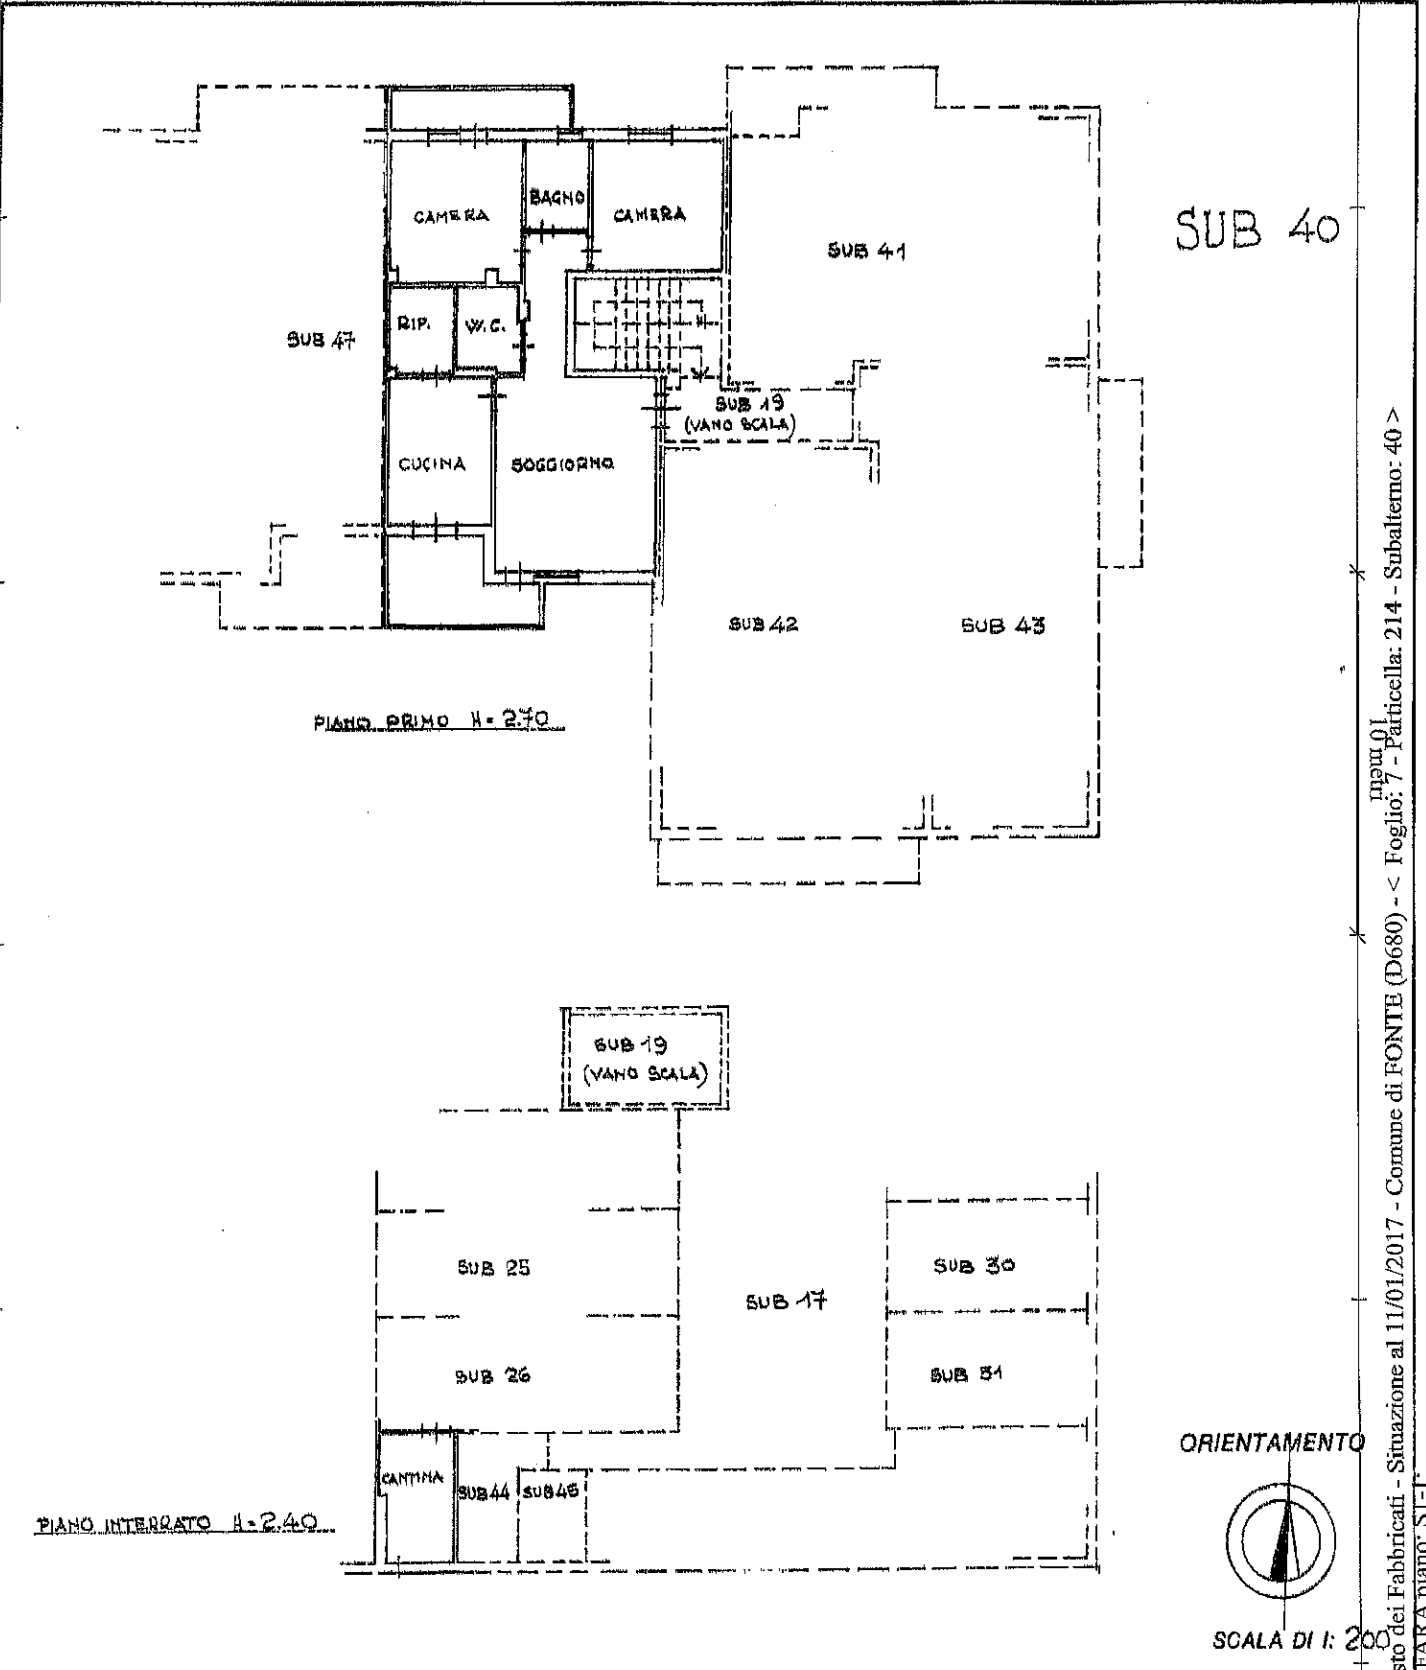 SUB 40
CAMERA
BAGNO
CAMERA
SUB 41
RIP.
W.C.
SUB 47
SUB 19
(VANO SCALA)
CUCINA
SOGGIORNO
SUB 42
SUB 43
PIANO PRIMO H=2.70
SUB 19
(VANO SCALA)
SUB 25
SUB 30
SUB 17
SUB 26
SUB 31
CANTINA
SUB 44
SUB 45
PIANO INTERRATO H=2.40
ORIENTAMENTO
SCALA DI 1: 200
10 metri
dei Fabbricati - Situazione al 11/01/2017 - Comune di FONTE (D680) - < Foglio: 7 - Particella: 214 - Subalterno: 40 >
piano: S1-1